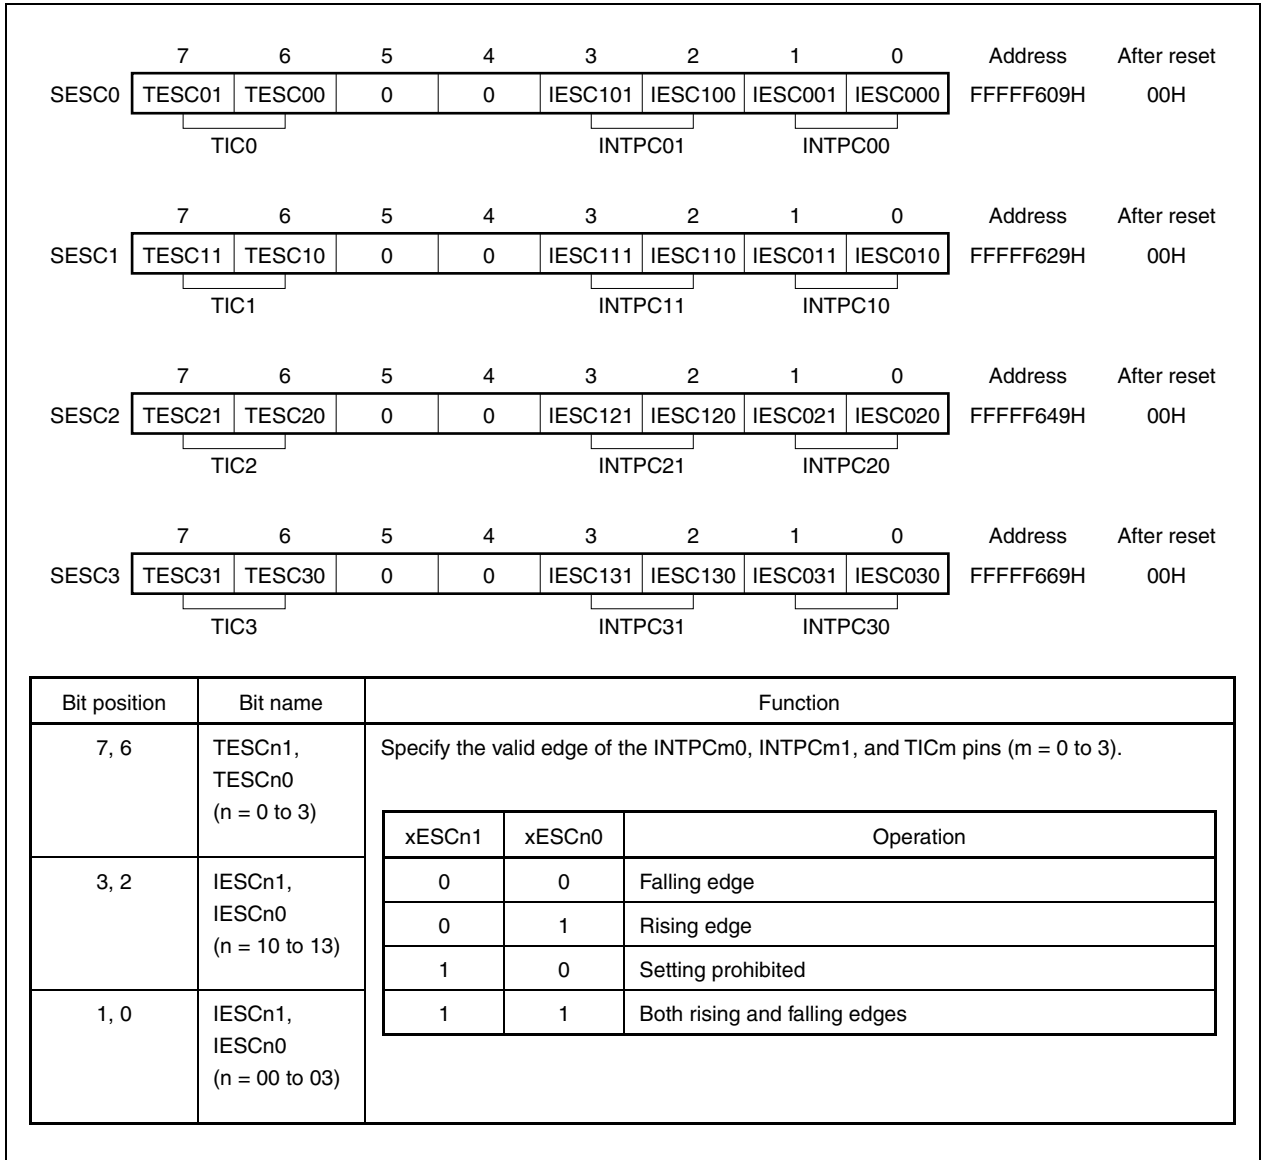 7 6 5 4 3 2 1 0 Address After reset
SESC0 TESC01 TESC00 0 0 IESC101 IESC100 IESC001 IESC000 FFFFF609H 00H
TIC0 INTPC01 INTPC00
7 6 5 4 3 2 1 0 Address After reset
SESC1 TESC11 TESC10 0 0 IESC111 IESC110 IESC011 IESC010 FFFFF629H 00H
TIC1 INTPC11 INTPC10
7 6 5 4 3 2 1 0 Address After reset
SESC2 TESC21 TESC20 0 0 IESC121 IESC120 IESC021 IESC020 FFFFF649H 00H
TIC2 INTPC21 INTPC20
7 6 5 4 3 2 1 0 Address After reset
SESC3 TESC31 TESC30 0 0 IESC131 IESC130 IESC031 IESC030 FFFFF669H 00H
TIC3 INTPC31 INTPC30
Bit position Bit name Function
7, 6 TESCn1,
TESCn0
(n = 0 to 3)
Specify the valid edge of the INTPCm0, INTPCm1, and TICm pins (m = 0 to 3).
3, 2 IESCn1,
IESCn0
(n = 10 to 13)
1, 0 IESCn1,
IESCn0
(n = 00 to 03)
xESCn1 xESCn0 Operation
0 0 Falling edge
0 1 Rising edge
1 0 Setting prohibited
1 1 Both rising and falling edges